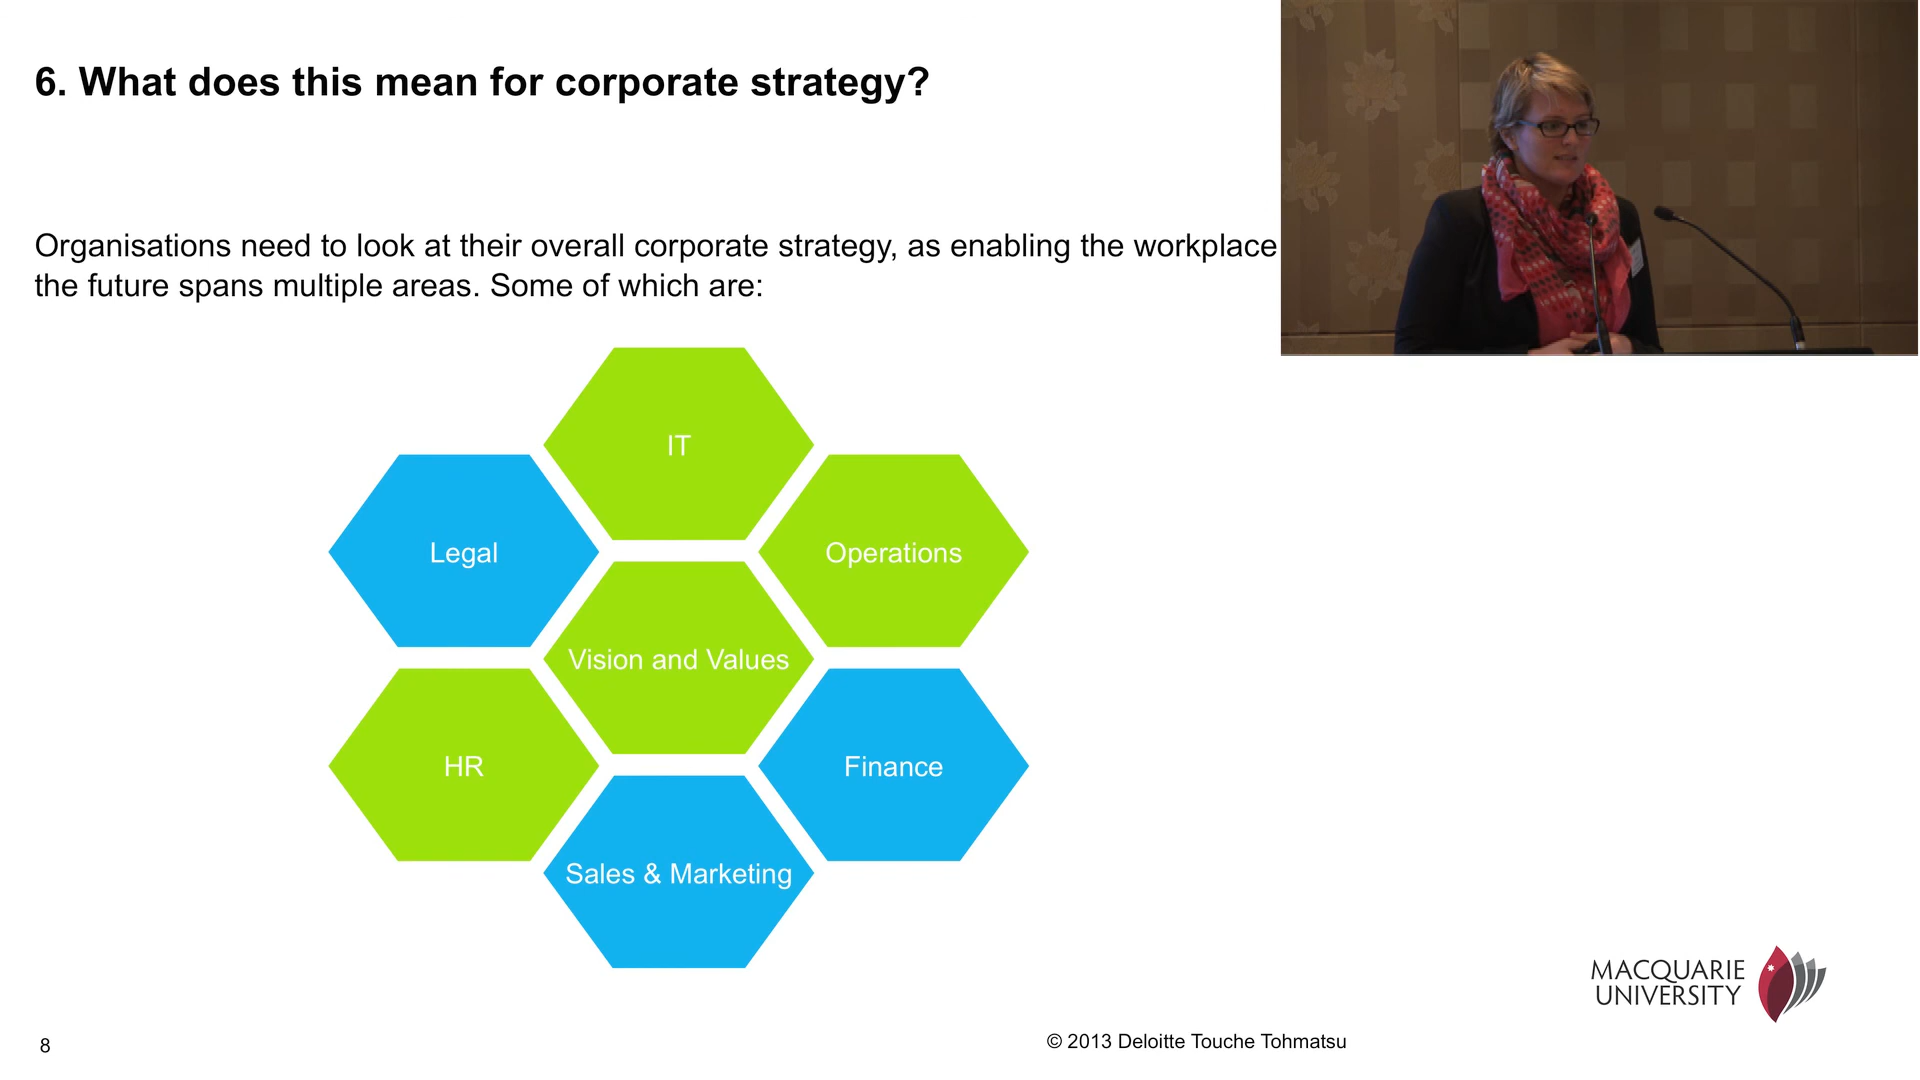 6. What does this mean for corporate strategy?
Organisations need to look at their overall corporate strategy, as enabling the workplace
the future spans multiple areas. Some of which are:
IT
Legal
Operations
Vision and Values
HR
Finance
Sales & Marketing
MACQUARIE
UNIVERSITY
8
© 2013 Deloitte Touche Tohmatsu